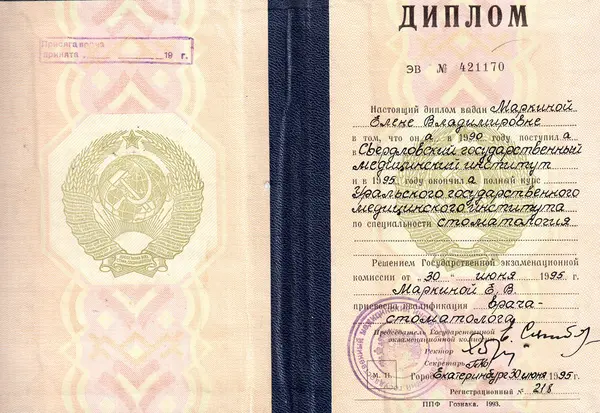 Присяга врача
принята 19 г.
ДИПЛОМ
ЭВ № 421170
Настоящий диплом выдан Маркиной
Елене Владимировне
в том, что она в 1990 году поступила
в Свердловский государственный
медицинский институт
и в 1995 году окончила полный курс
Уральского государственного
медицинского института
по специальности стоматология
Решением Государственной экзаменационной
комиссии от "30" июня 1995 г.
Маркиной Е. В.
присвоена квалификация врача-
стоматолога
Председатель Государственной
экзаменационной комиссии
Ректор
Секретарь
М. П. Город Екатеринбург 30 июня 1995 г.
Регистрационный № 218
ППФ Гознака. 1993.